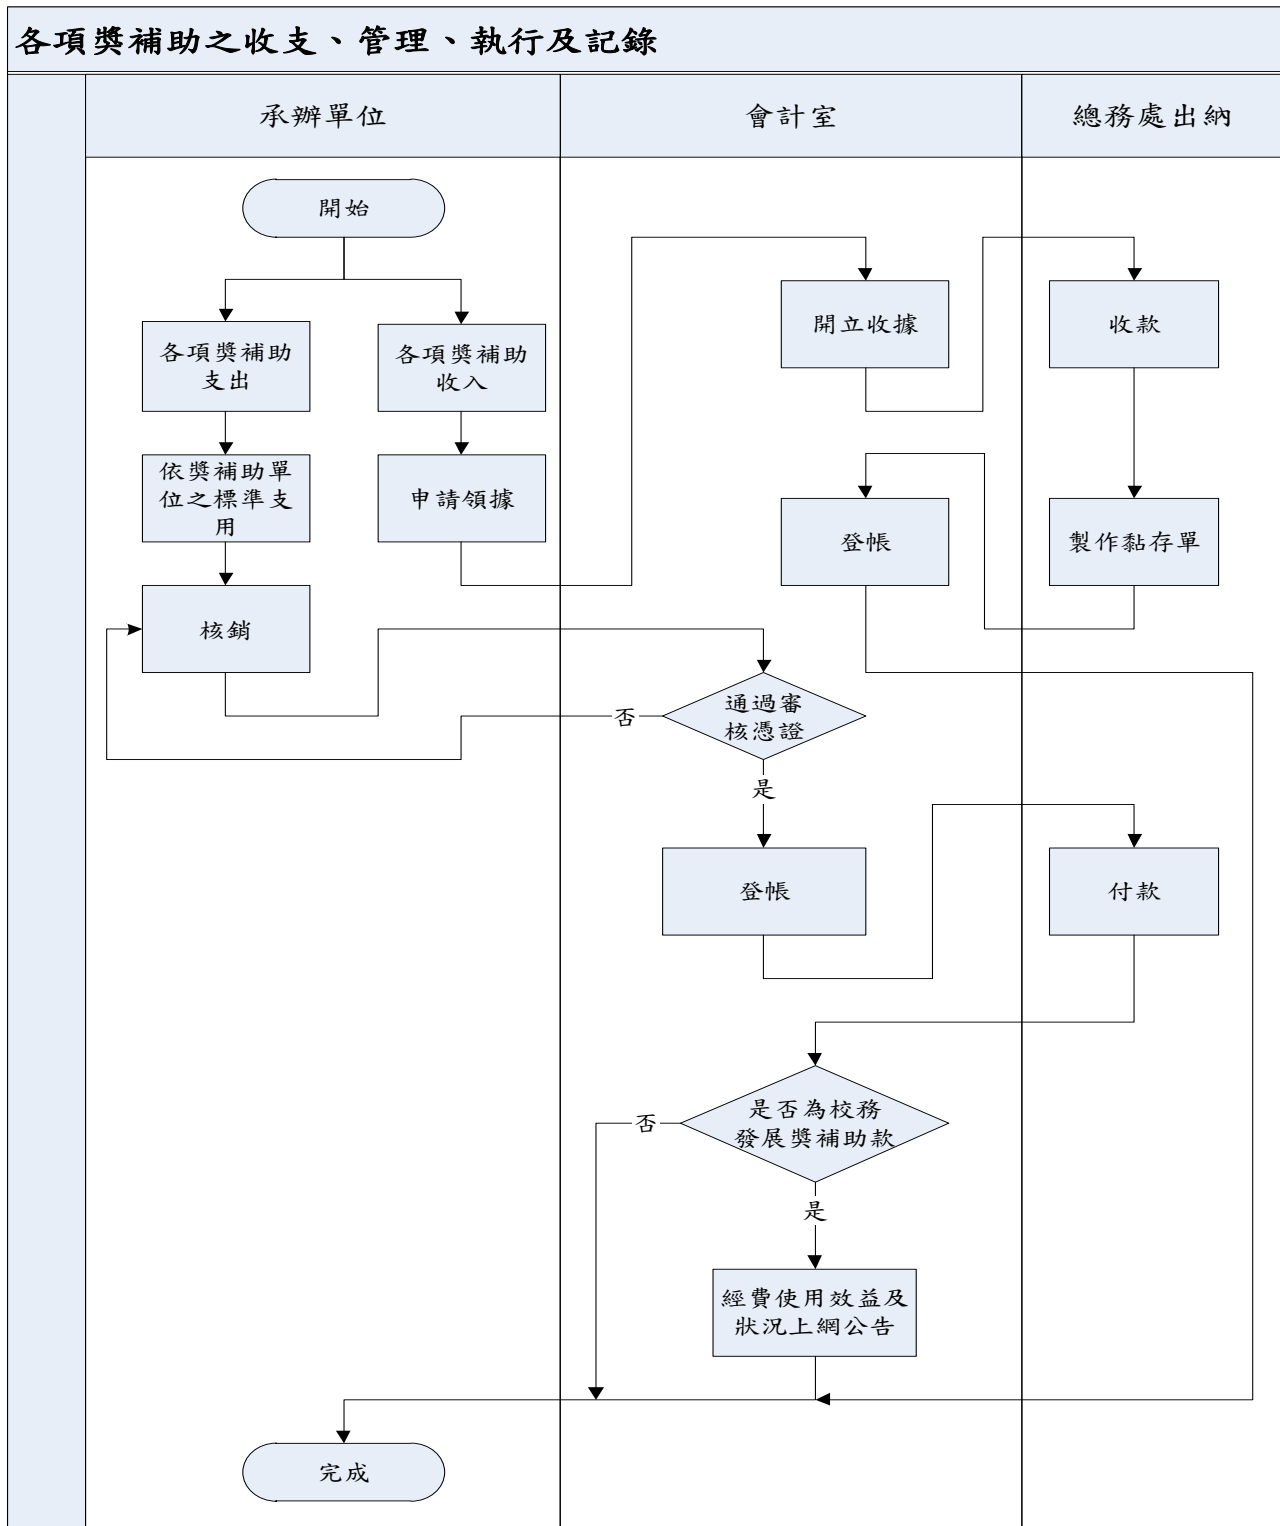 各項獎補助之收支、管理、執行及記錄
承辦單位
會計室
總務處出納
開始
開立收據
收款
各項獎補助
支出
各項獎補助
收入
依獎補助單
位之標準支
用
申請領據
登帳
製作黏存單
核銷
通過審
核憑證
否
是
登帳
付款
是否為校務
發展獎補助款
否
是
經費使用效益及
狀況上網公告
完成